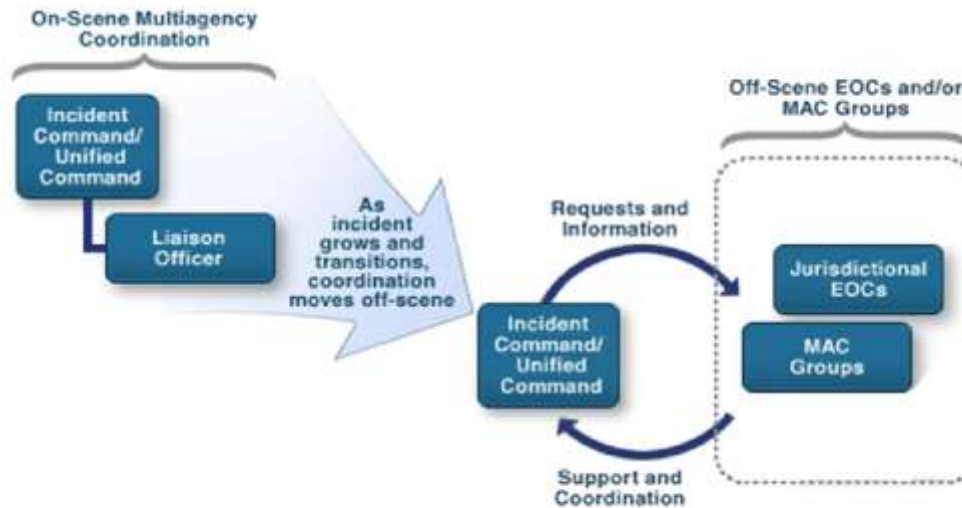 On-Scene Multiagency
Coordination
Incident
Command/
Unified
Command
Liaison
Officer
As
incident
grows and
transitions,
coordination
moves off-scene
Incident
Command/
Unified
Command
Requests and
Information
Support and
Coordination
Off-Scene EOCs and/or
MAC Groups
Jurisdictional
EOCs
MAC
Groups